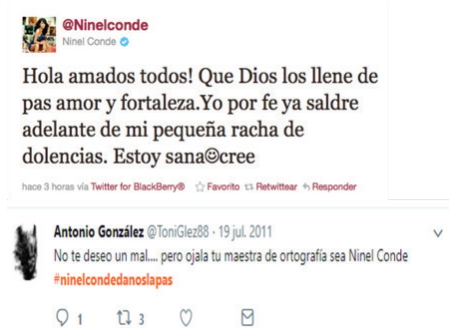 @Ninelconde
Ninel Conde
Hola amados todos! Que Dios los llene de
pas amor y fortaleza.Yo por fe ya saldre
adelante de mi pequeña racha de
dolencias. Estoy sana☺cree
hace 3 horas vía Twitter for BlackBerry® Favorito Retwittear Responder
Antonio González @ToniGlez88 · 19 jul. 2011
No te deseo un mal.... pero ojala tu maestra de ortografía sea Ninel Conde
#ninelcondedanoslapas
1 3